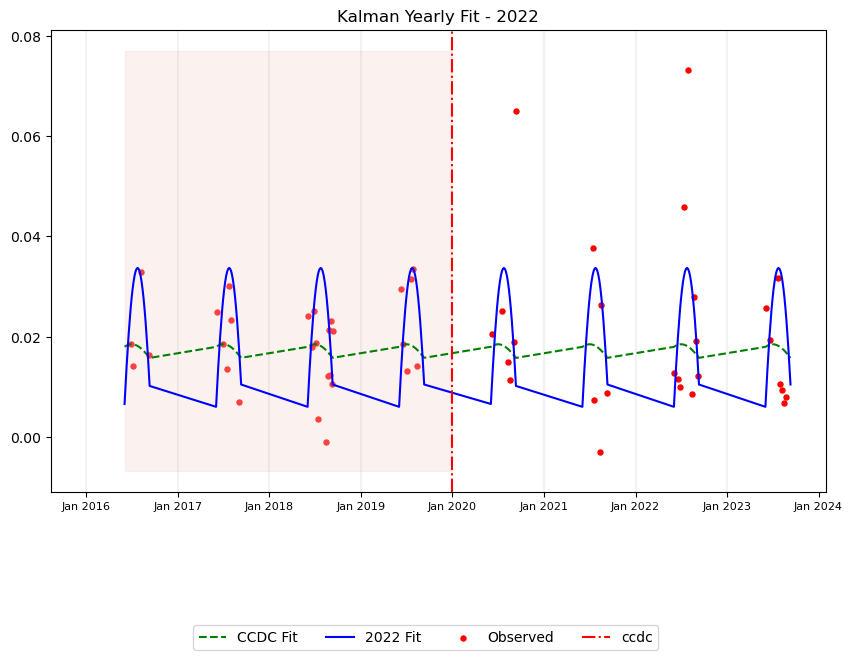 Kalman Yearly Fit - 2022
0.08
0.06
0.04
0.02
0.00
Jan 2016 Jan 2017 Jan 2018 Jan 2019 Jan 2020 Jan 2021 Jan 2022 Jan 2023 Jan 2024
CCDC Fit 2022 Fit Observed ccdc